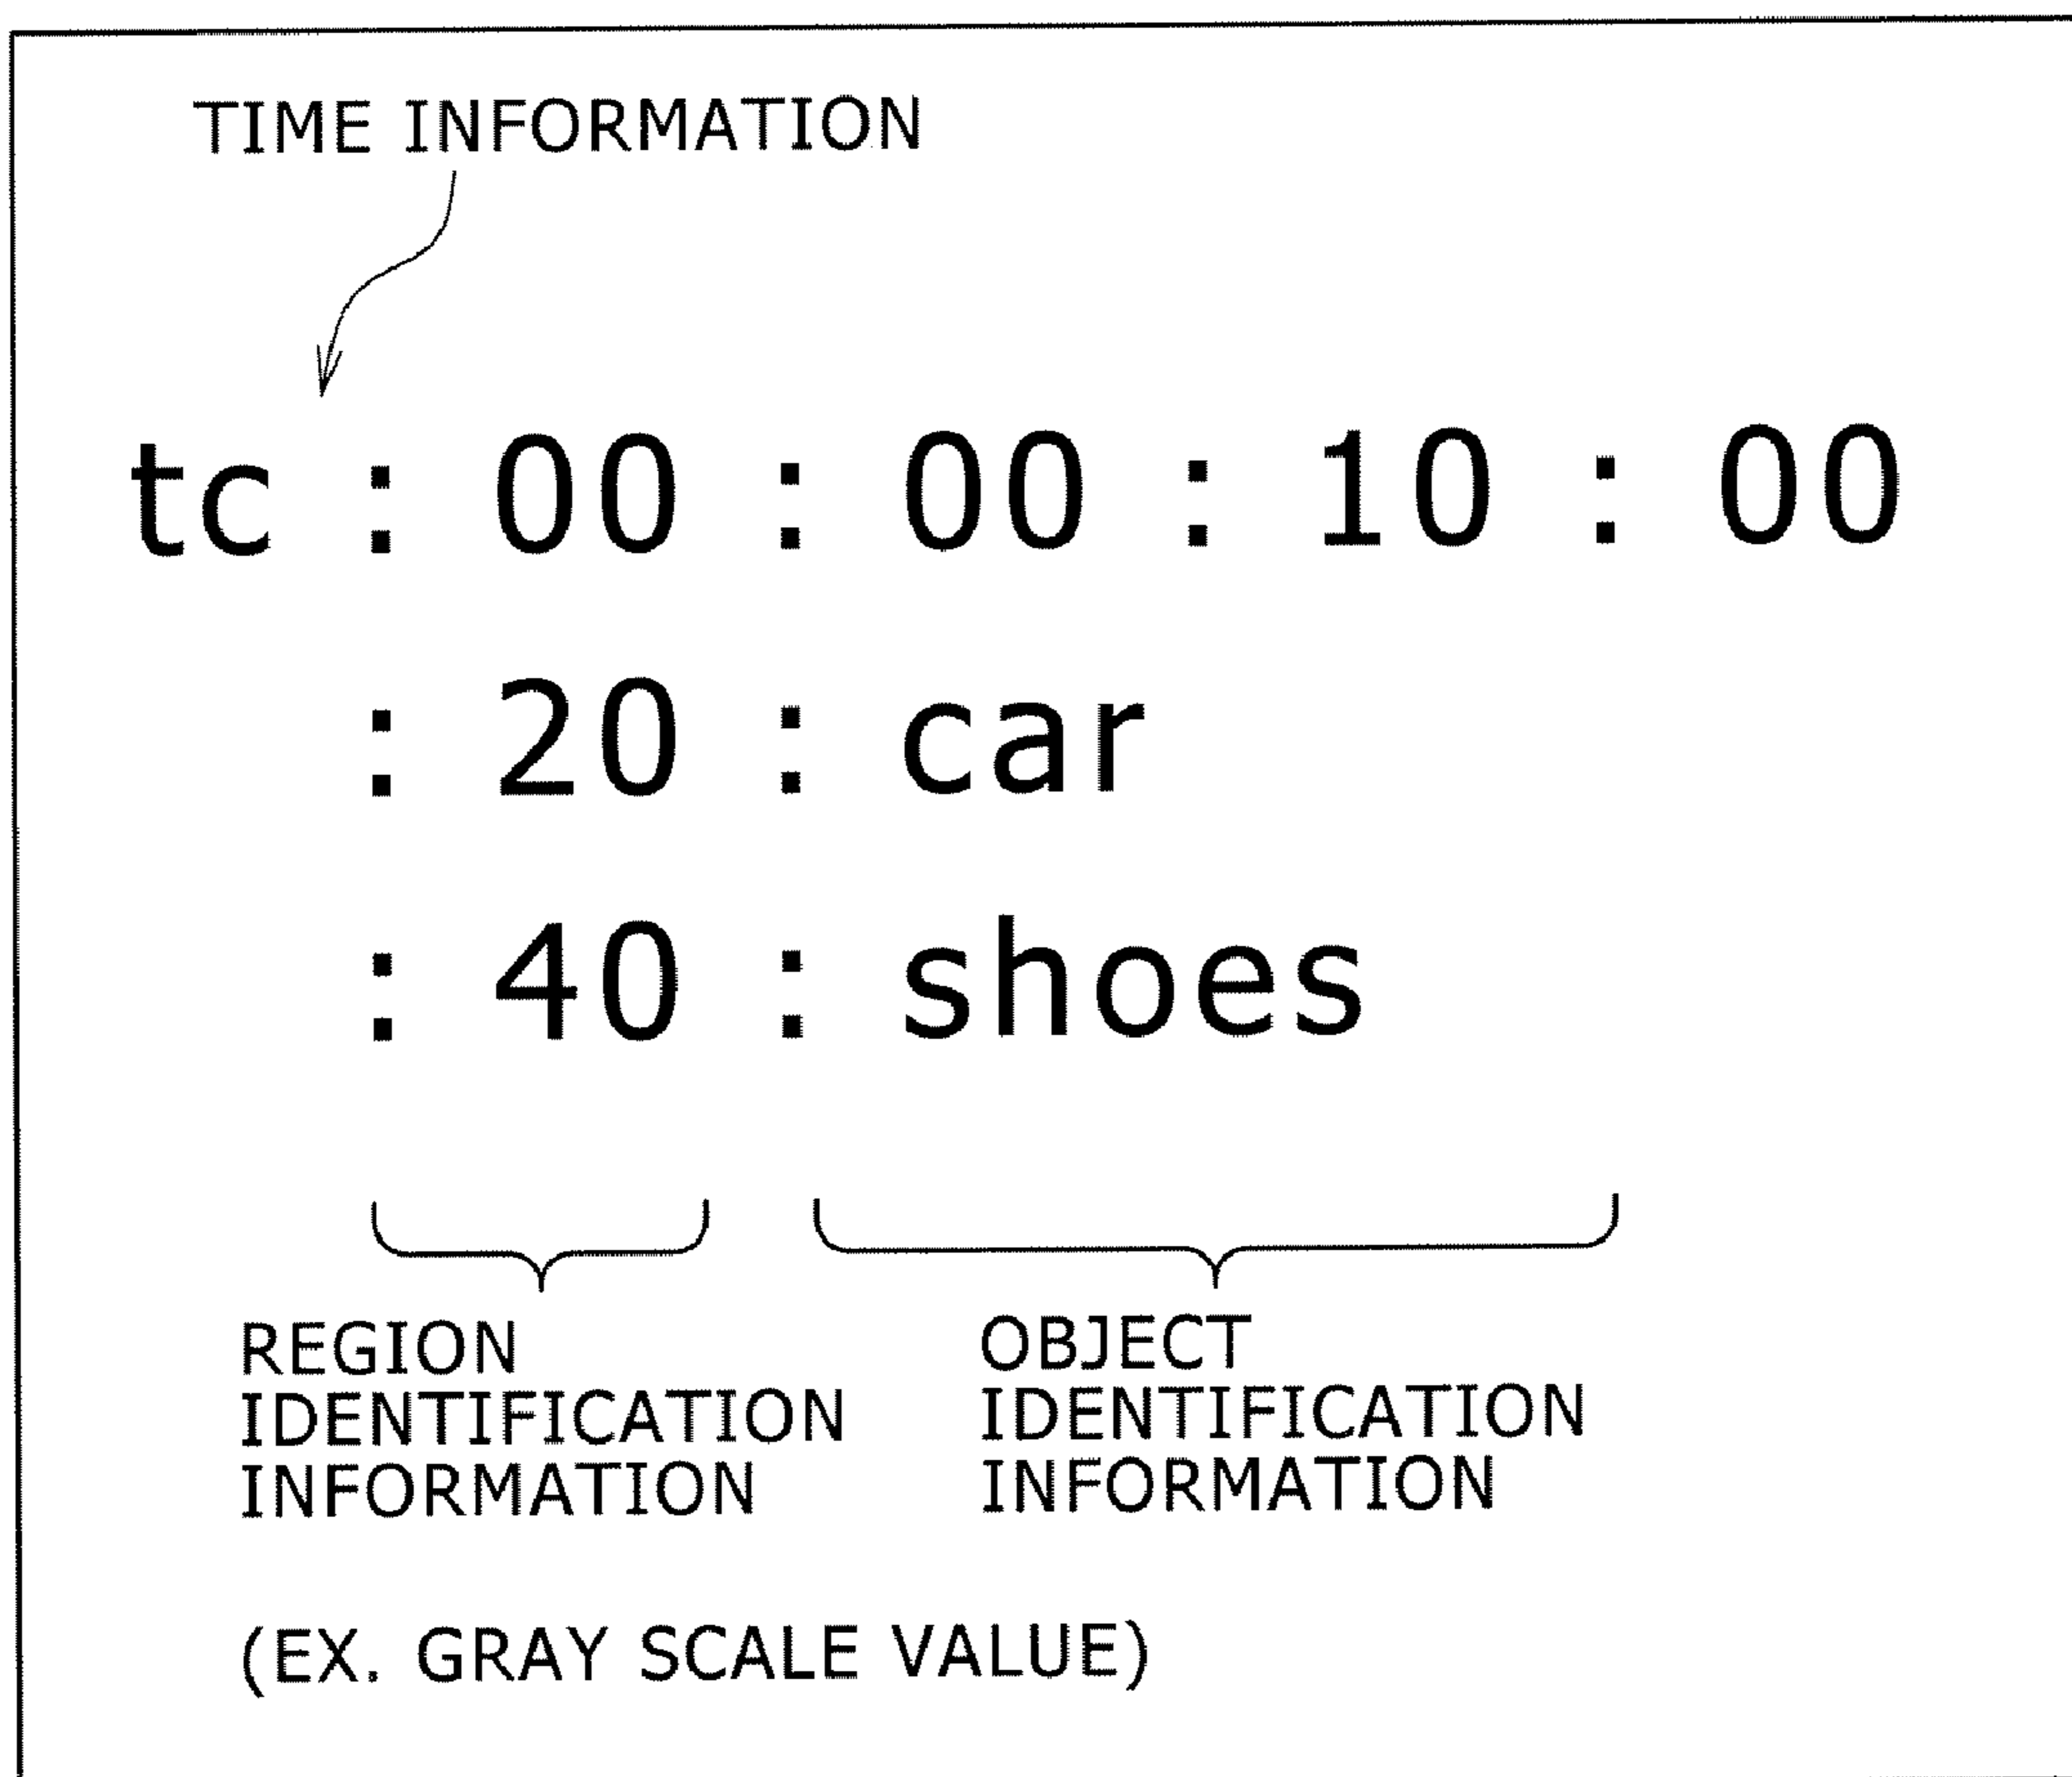 TIME INFORMATION
tc : 00 : 00 : 10 : 00
: 20 : car
: 40 : shoes
REGION
IDENTIFICATION
INFORMATION
OBJECT
IDENTIFICATION
INFORMATION
(EX. GRAY SCALE VALUE)